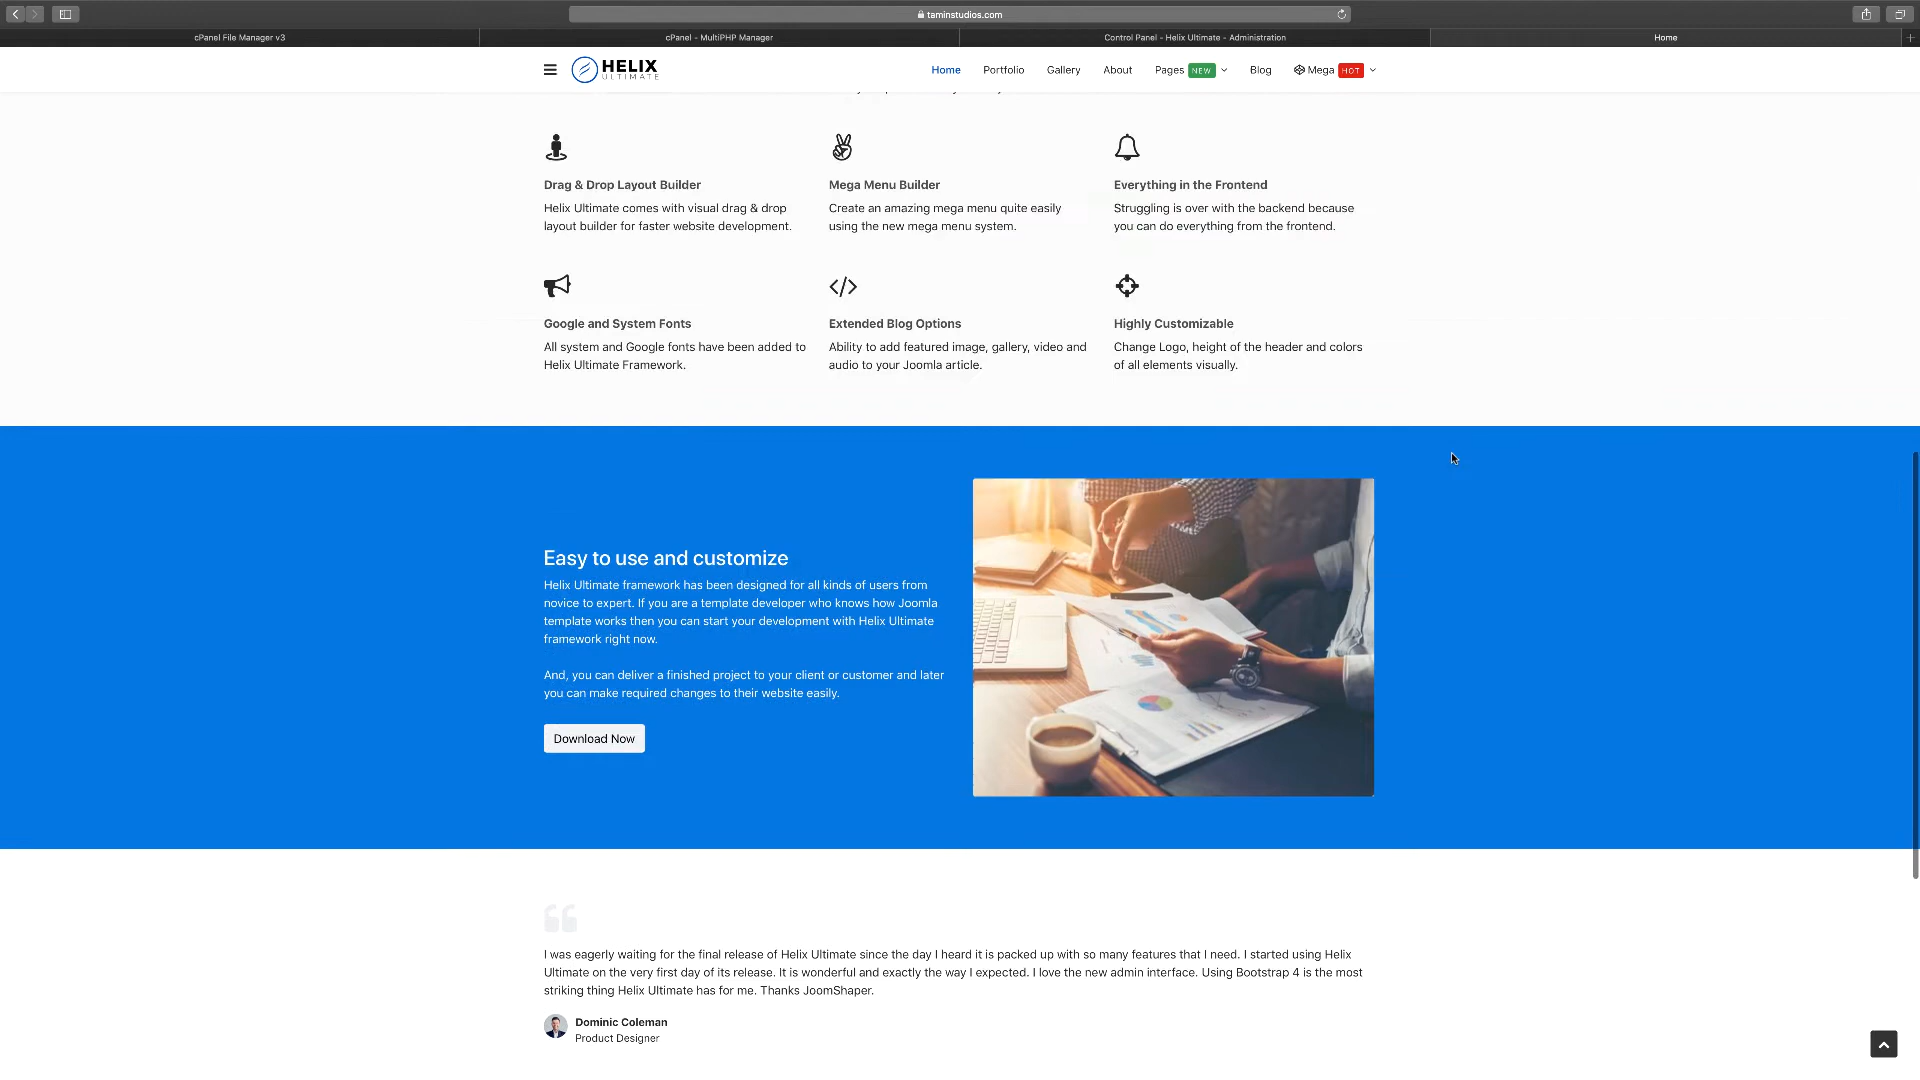 taminstudios.com
cPanel File Manager v3
cPanel - MultiPHP Manager
Control Panel - Helix Ultimate - Administration
Home
HELIX
ULTIMATE
Home
Portfolio
Gallery
About
Pages NEW
Blog
Mega HOT
Drag & Drop Layout Builder
Helix Ultimate comes with visual drag & drop
layout builder for faster website development.
Mega Menu Builder
Create an amazing mega menu quite easily
using the new mega menu system.
Everything in the Frontend
Struggling is over with the backend because
you can do everything from the frontend.
Google and System Fonts
All system and Google fonts have been added to
Helix Ultimate Framework.
Extended Blog Options
Ability to add featured image, gallery, video and
audio to your Joomla article.
Highly Customizable
Change Logo, height of the header and colors
of all elements visually.
Easy to use and customize
Helix Ultimate framework has been designed for all kinds of users from
novice to expert. If you are a template developer who knows how Joomla
template works then you can start your development with Helix Ultimate
framework right now.
And, you can deliver a finished project to your client or customer and later
you can make required changes to their website easily.
Download Now
I was eagerly waiting for the final release of Helix Ultimate since the day I heard it is packed up with so many features that I need. I started using Helix
Ultimate on the very first day of its release. It is wonderful and exactly the way I expected. I love the new admin interface. Using Bootstrap 4 is the most
striking thing Helix Ultimate has for me. Thanks JoomShaper.
Dominic Coleman
Product Designer